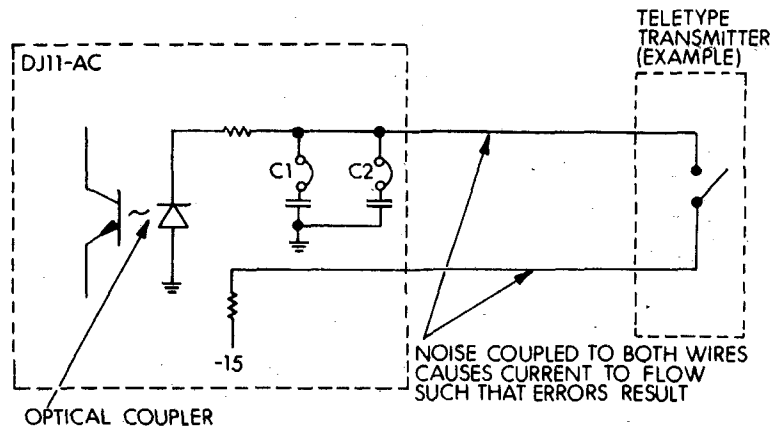 TELETYPE
TRANSMITTER
(EXAMPLE)
DJ11-AC
C1
C2
-15
NOISE COUPLED TO BOTH WIRES
CAUSES CURRENT TO FLOW
SUCH THAT ERRORS RESULT
OPTICAL COUPLER